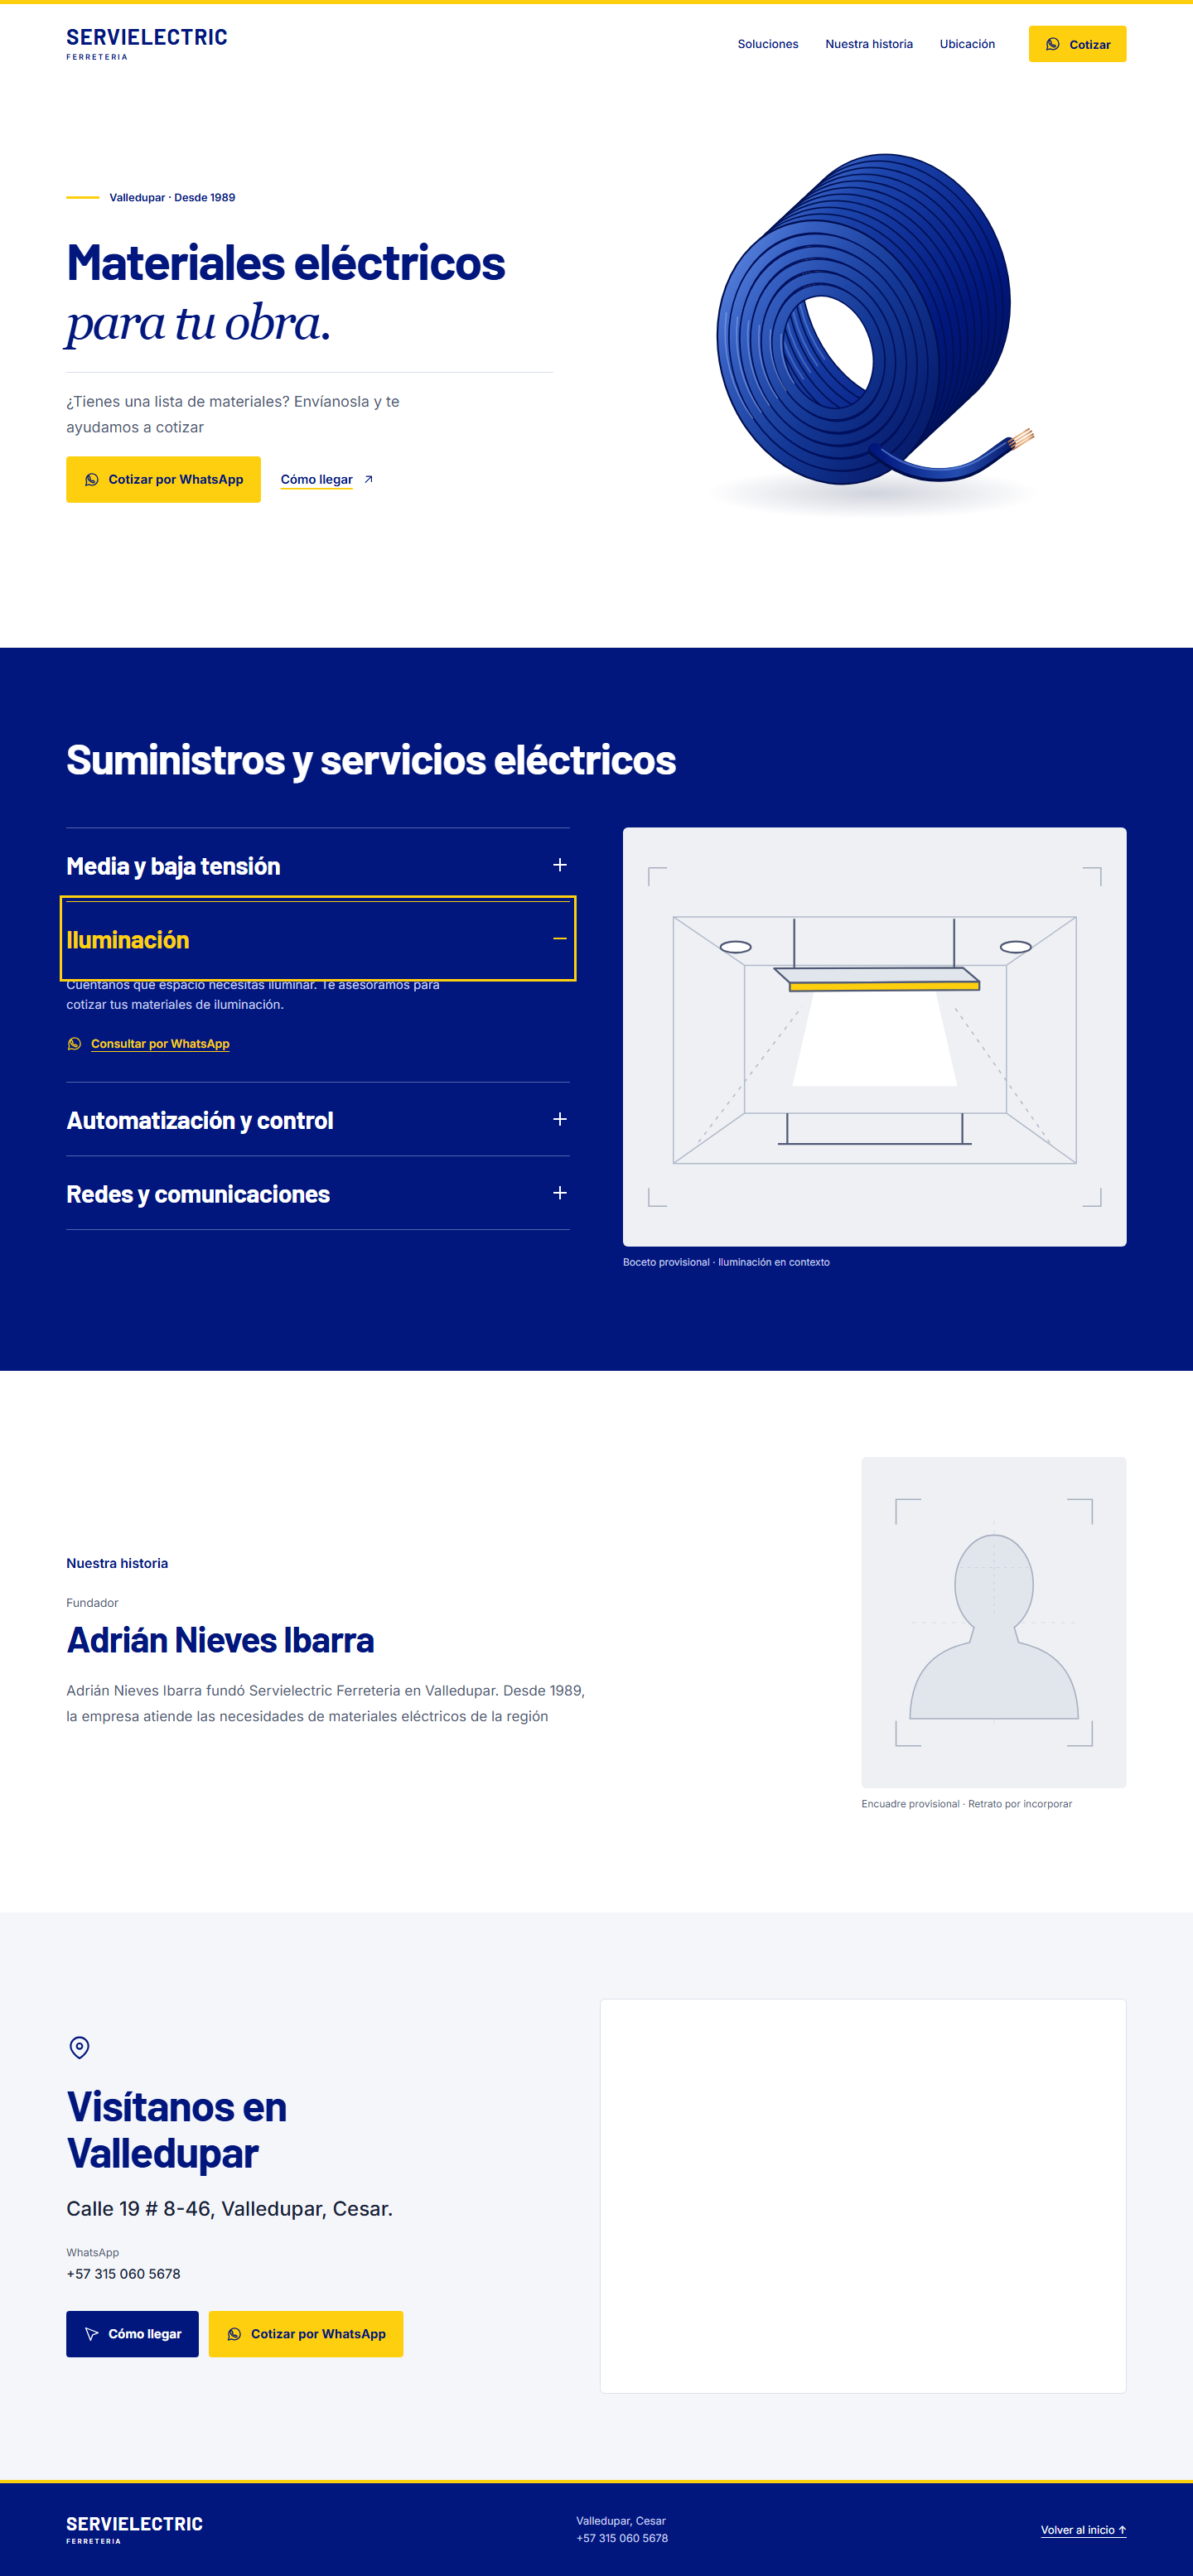 SERVIELECTRIC
FERRETERIA
Soluciones
Nuestra historia
Ubicación
Cotizar
Valledupar · Desde 1989
Materiales eléctricos
para tu obra.
¿Tienes una lista de materiales? Envíanosla y te
ayudamos a cotizar
Cotizar por WhatsApp
Cómo llegar
Suministros y servicios eléctricos
Media y baja tensión
Iluminación
Cuéntanos qué espacio necesitas iluminar. Te asesoramos para
cotizar tus materiales de iluminación.
Consultar por WhatsApp
Automatización y control
Redes y comunicaciones
Boceto provisional · Iluminación en contexto
Nuestra historia
Fundador
Adrián Nieves Ibarra
Adrián Nieves Ibarra fundó Servielectric Ferreteria en Valledupar. Desde 1989,
la empresa atiende las necesidades de materiales eléctricos de la región
Encuadre provisional · Retrato por incorporar
Visítanos en
Valledupar
Calle 19 # 8-46, Valledupar, Cesar.
WhatsApp
+57 315 060 5678
Cómo llegar
Cotizar por WhatsApp
SERVIELECTRIC
FERRETERIA
Valledupar, Cesar
+57 315 060 5678
Volver al inicio ↑